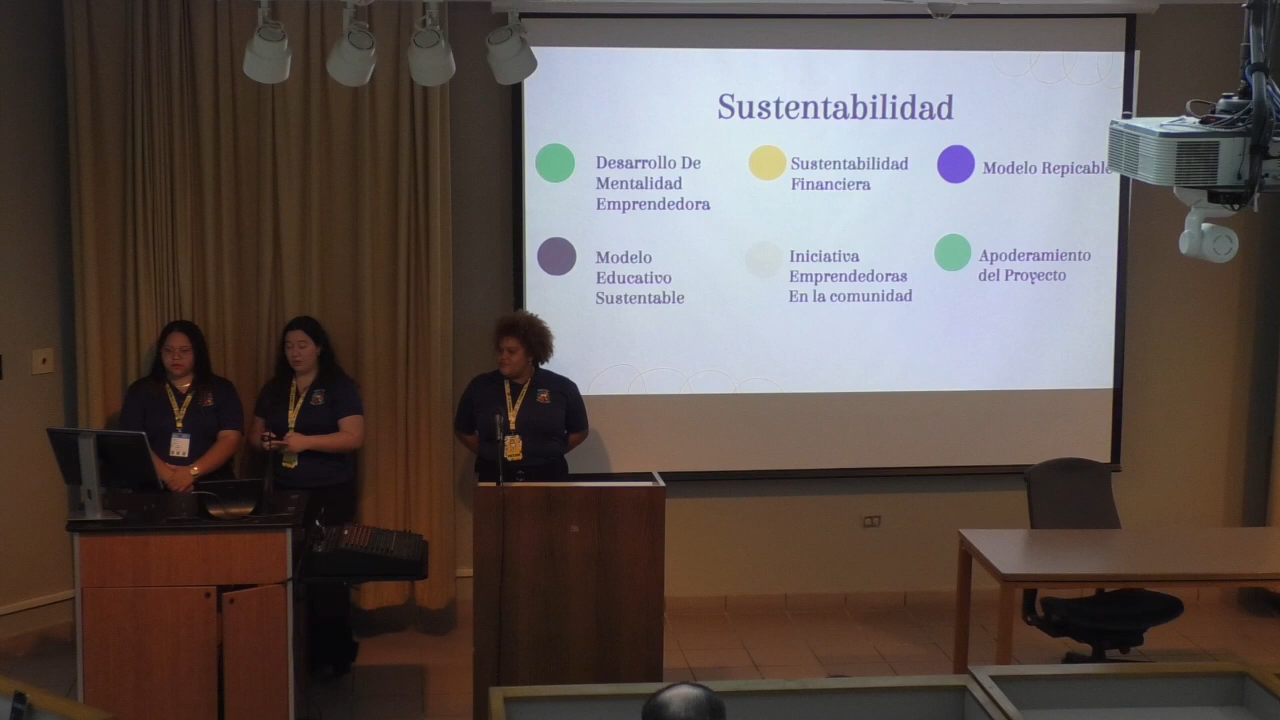 Sustentabilidad
Desarrollo De
Mentalidad
Emprendedora
Sustentabilidad
Financiera
Modelo Repicable
Modelo
Educativo
Sustentable
Iniciativa
Emprendedoras
En la comunidad
Apoderamiento
del Proyecto